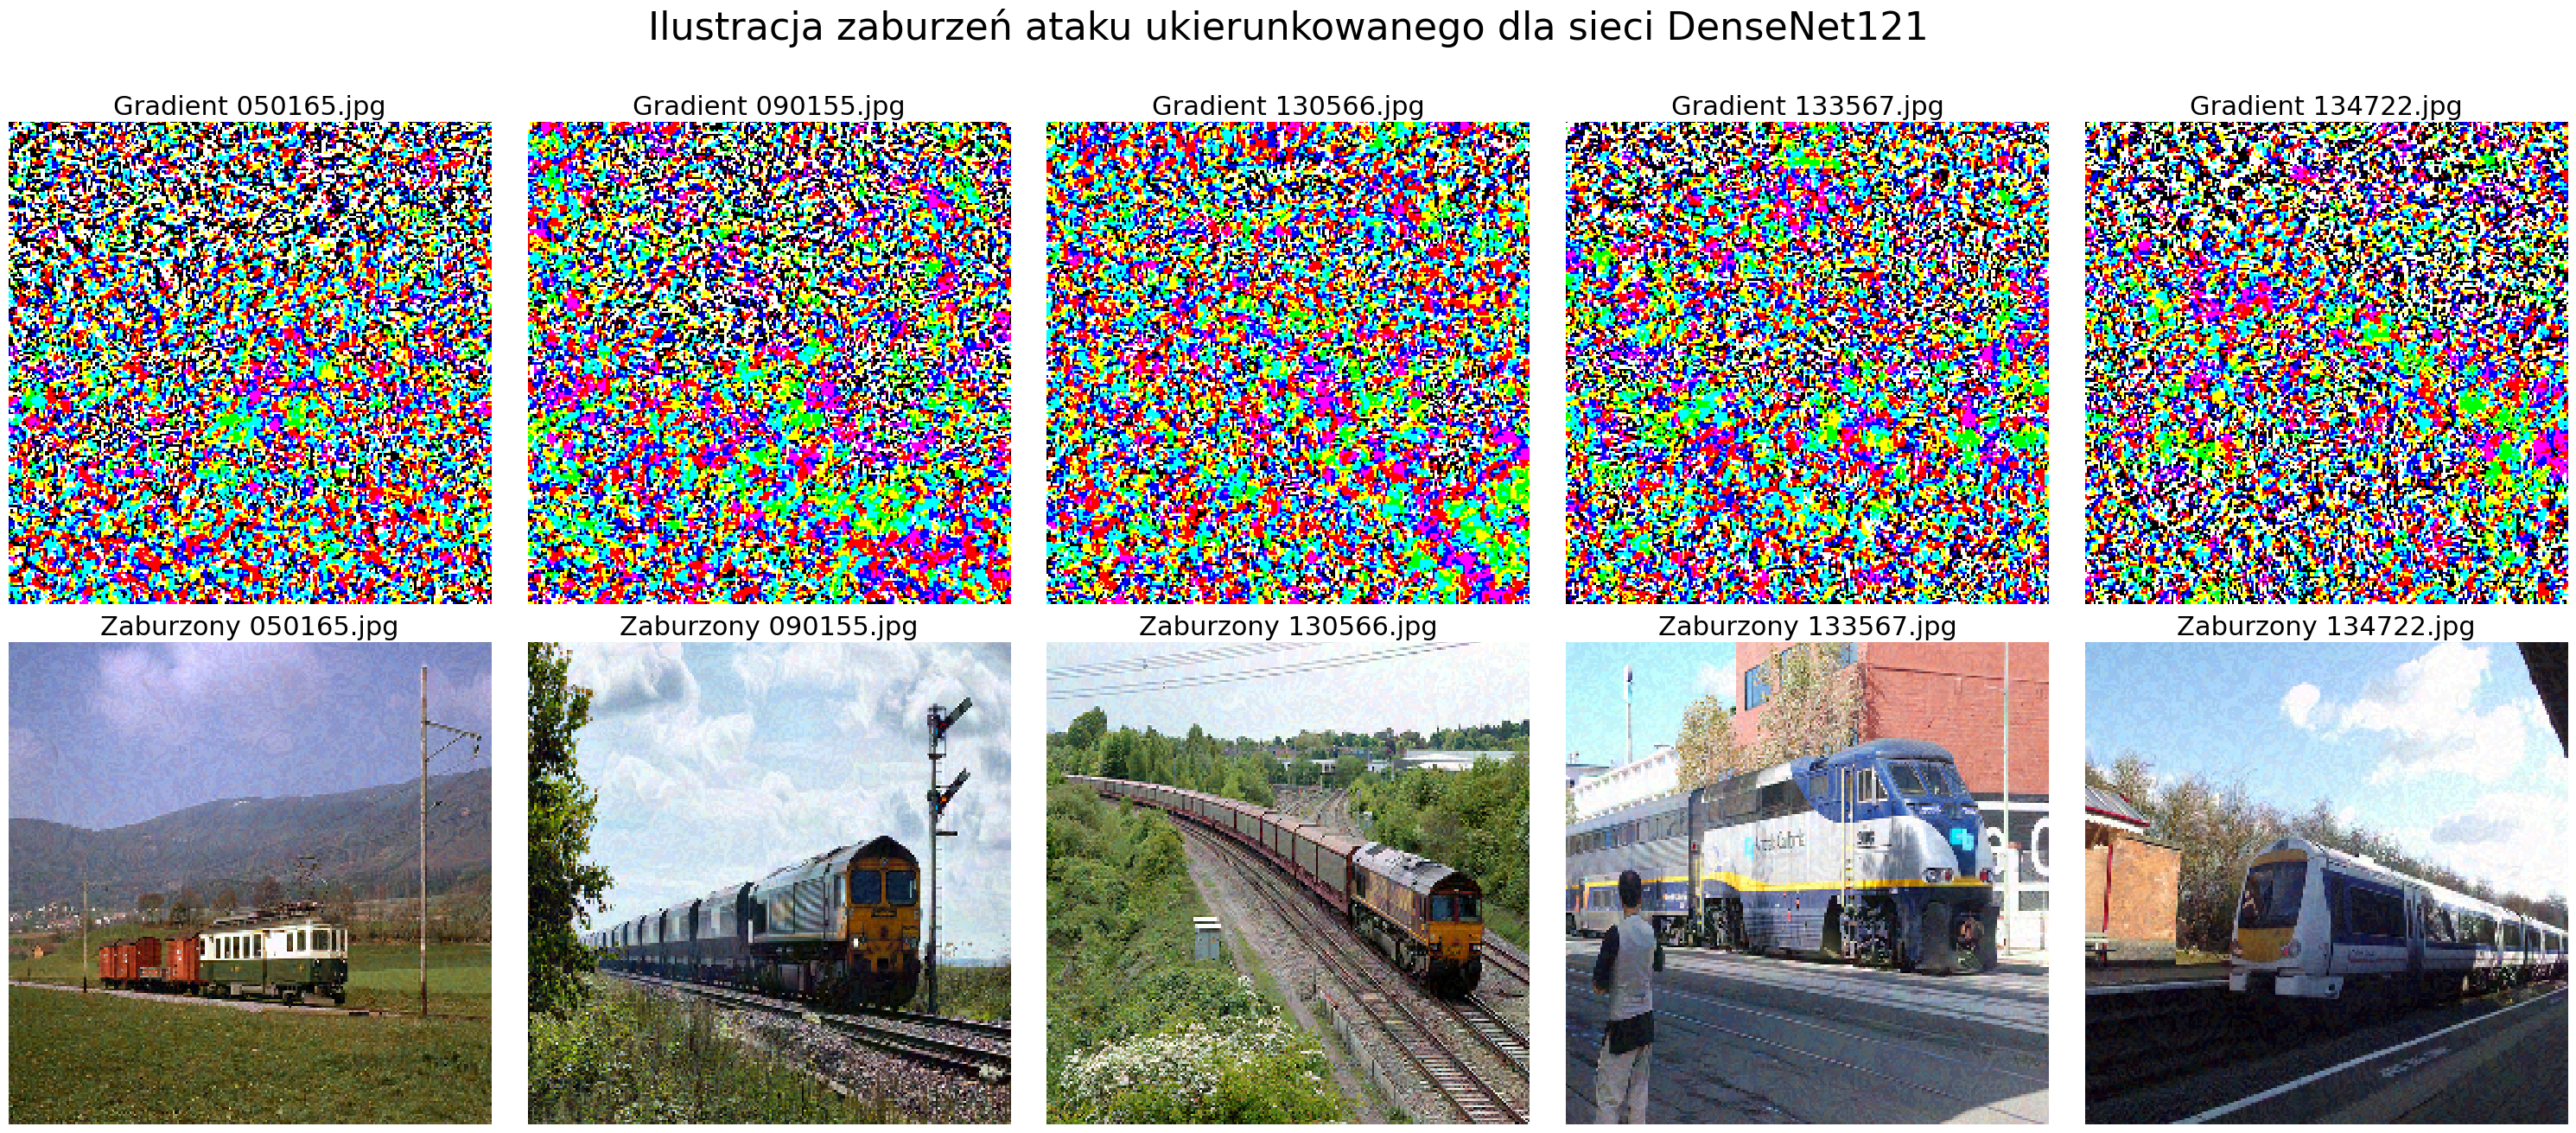 Ilustracja zaburzeń ataku ukierunkowanego dla sieci DenseNet121
Gradient 050165.jpg
Gradient 090155.jpg
Gradient 130566.jpg
Gradient 133567.jpg
Gradient 134722.jpg
Zaburzony 050165.jpg
Zaburzony 090155.jpg
Zaburzony 130566.jpg
Zaburzony 133567.jpg
Zaburzony 134722.jpg